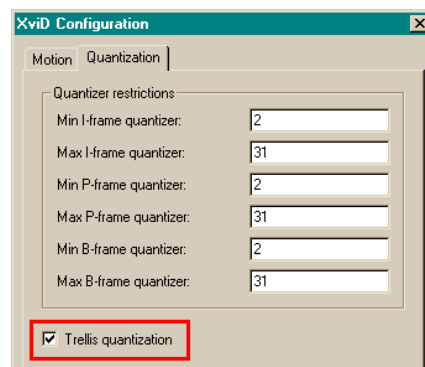 XviD Configuration
Motion Quantization
Quantizer restrictions
Min I-frame quantizer: 2
Max I-frame quantizer: 31
Min P-frame quantizer: 2
Max P-frame quantizer: 31
Min B-frame quantizer: 2
Max B-frame quantizer: 31
Trellis quantization